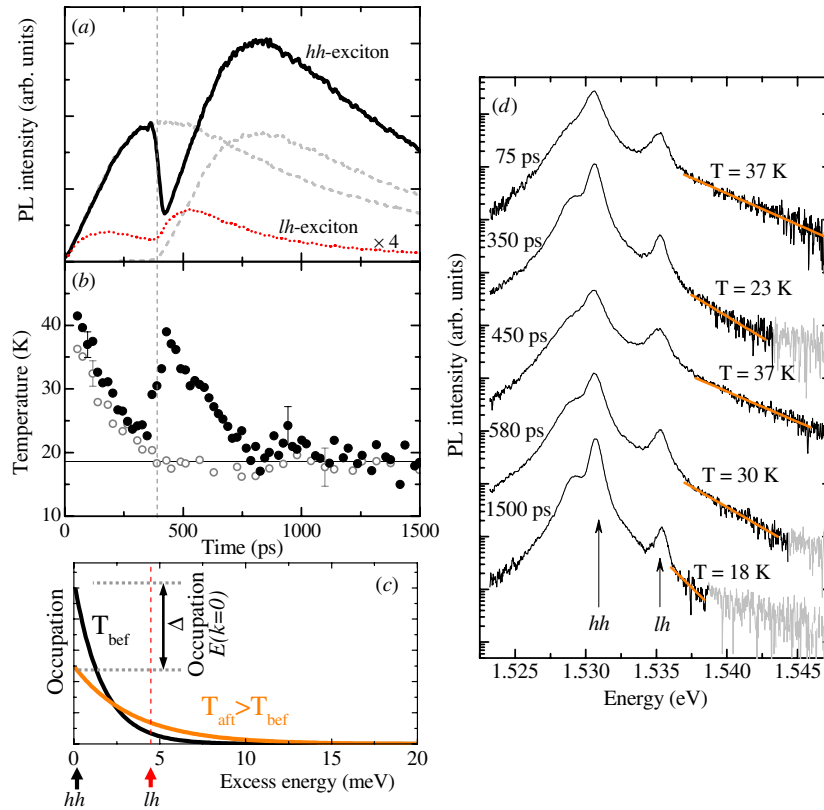 (a)
hh-exciton
lh-exciton
× 4
PL intensity (arb. units)
(b)
40
30
20
10
Temperature (K)
0
500
1000
1500
Time (ps)
(c)
T_bef
Δ Occupation
E(k=0)
T_aft>T_bef
Occupation
0
5
10
15
20
hh
lh
Excess energy (meV)
(d)
75 ps
T = 37 K
350 ps
T = 23 K
450 ps
T = 37 K
580 ps
T = 30 K
1500 ps
T = 18 K
hh
lh
PL intensity (arb. units)
1.525
1.530
1.535
1.540
1.545
Energy (eV)